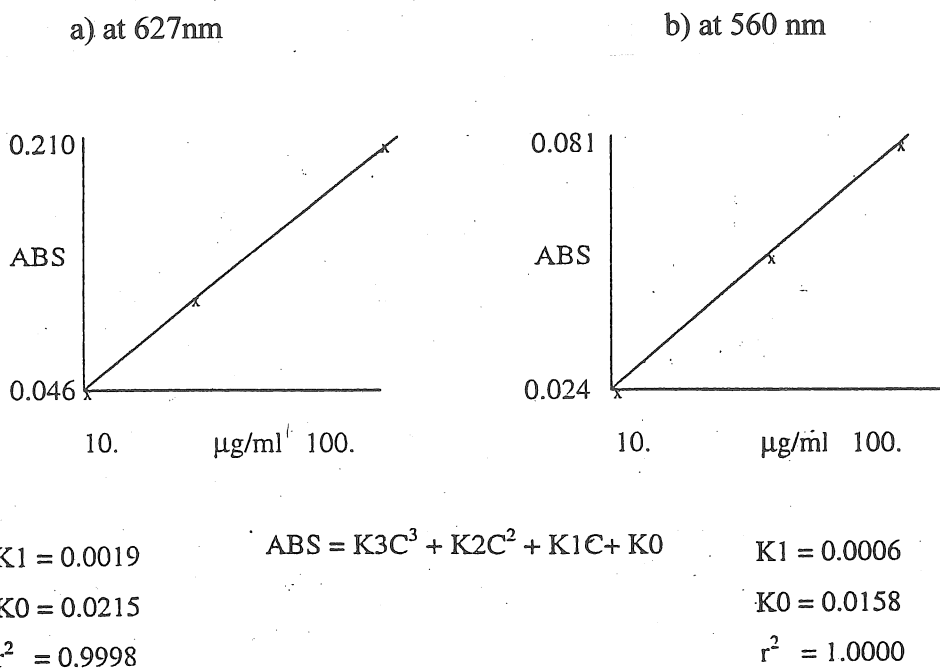 a) at 627nm
b) at 560 nm
0.210
ABS
0.046
10. µg/ml 100.
0.081
ABS
0.024
10. µg/ml 100.
ABS = K3C³ + K2C² + K1C+ K0
K1 = 0.0019
K0 = 0.0215
r² = 0.9998
K1 = 0.0006
K0 = 0.0158
r² = 1.0000